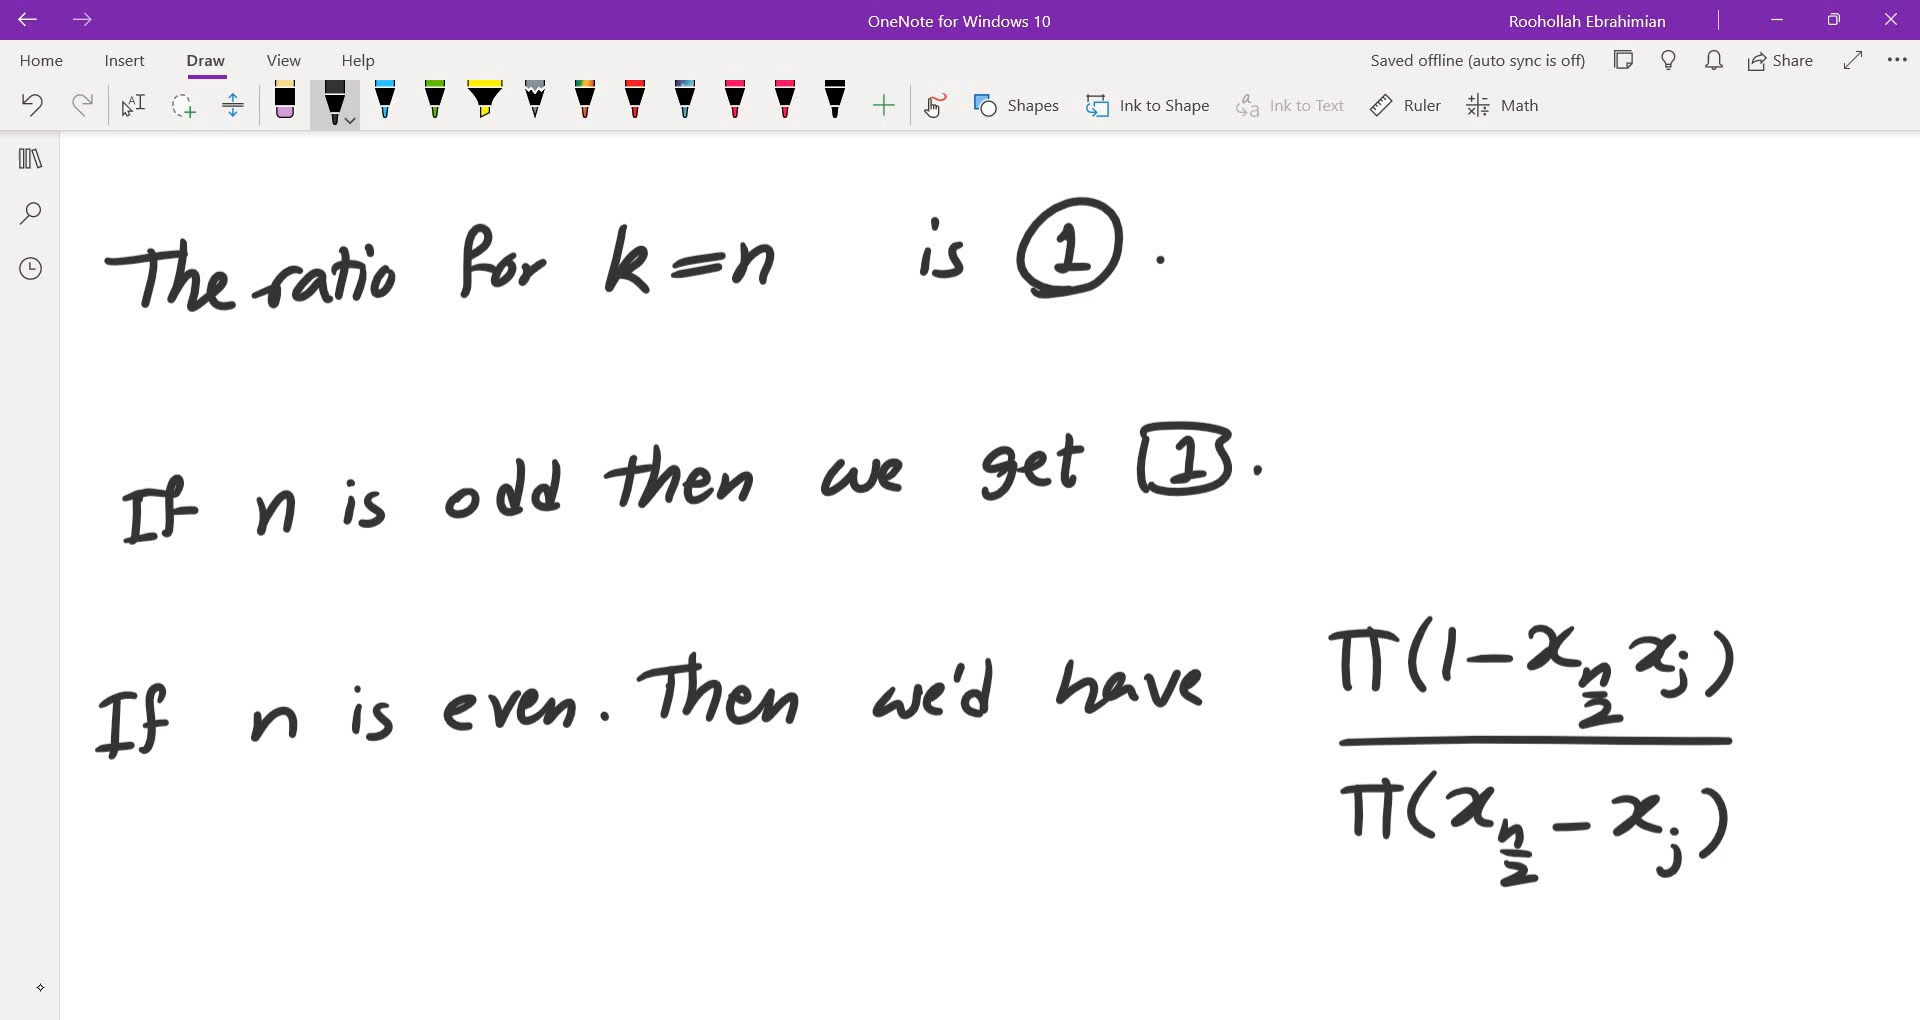 OneNote for Windows 10
Roohollah Ebrahimian
Home Insert Draw View Help
Saved offline (auto sync is off) Share
Shapes Ink to Shape Ink to Text Ruler Math
The ratio for k = n is 1.
If n is odd then we get 1.
If n is even. Then we'd have Π(1 - x_{n/2} x_j)
Π(x_{n/2} - x_j)